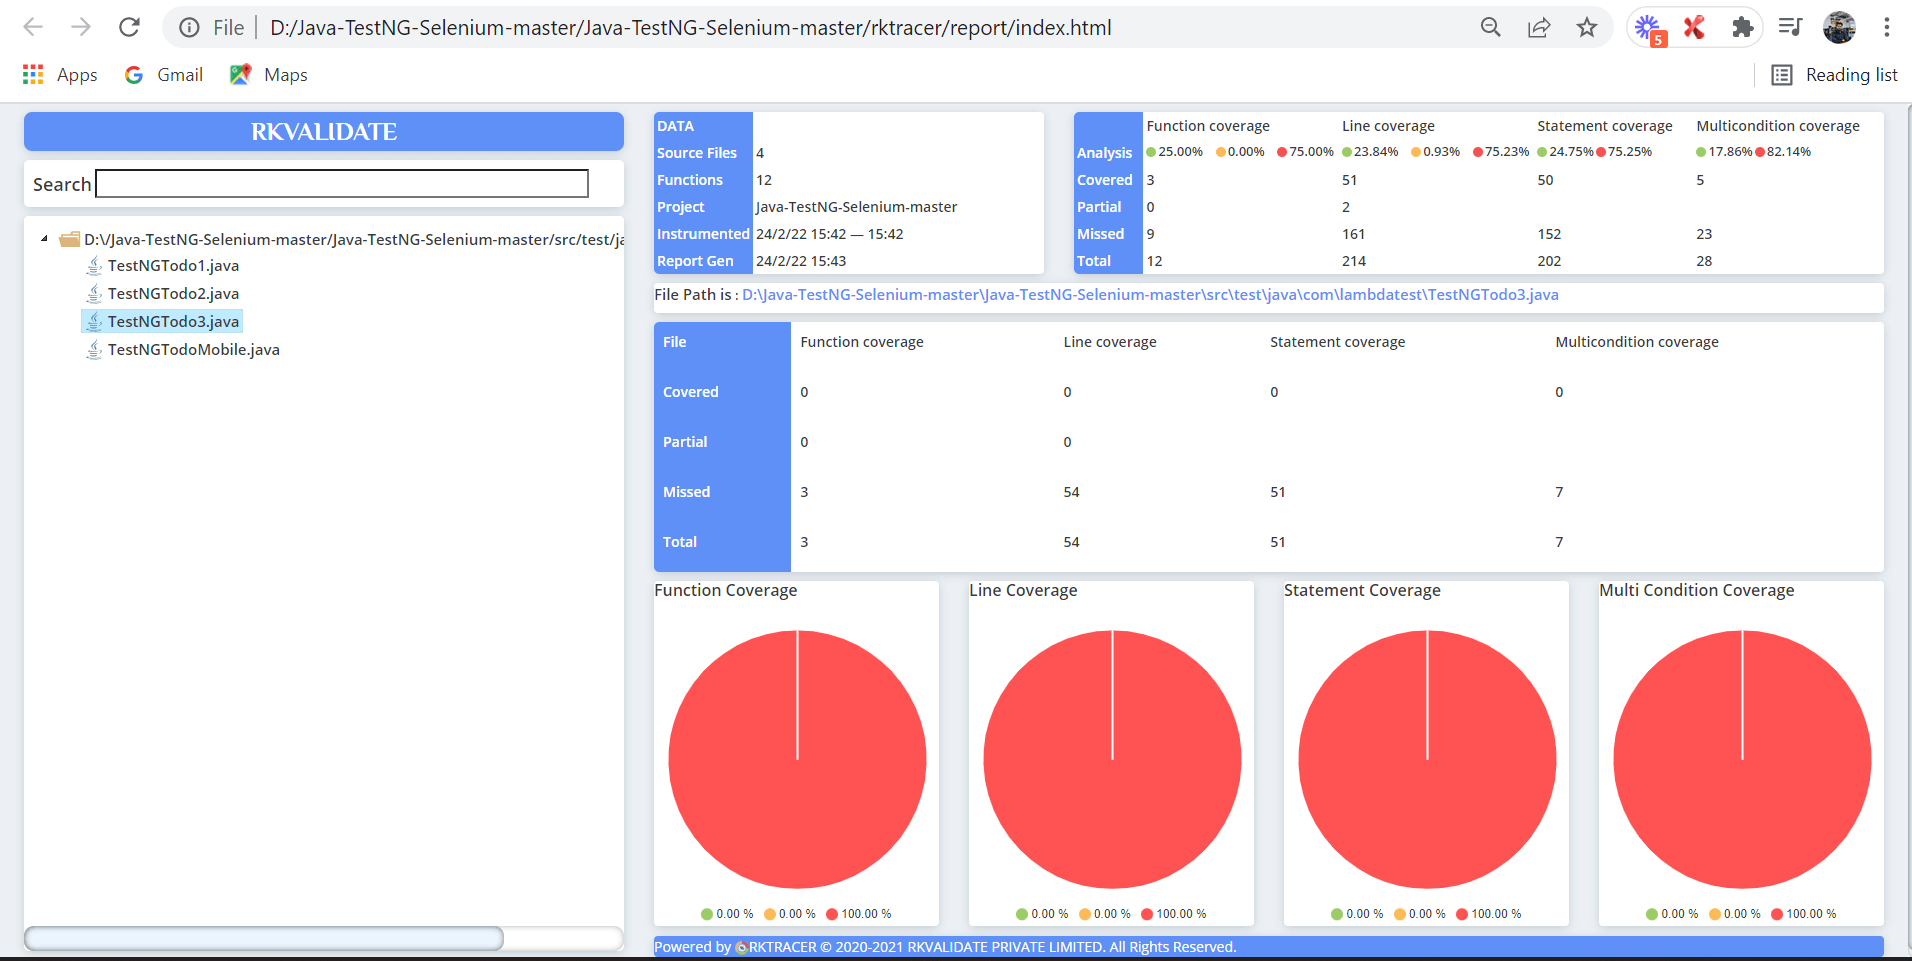 File D:/Java-TestNG-Selenium-master/Java-TestNG-Selenium-master/rktracer/report/index.html
5
Apps Gmail Maps Reading list
RKVALIDATE
Search
D:\/Java-TestNG-Selenium-master/Java-TestNG-Selenium-master/src/test/ja
TestNGTodo1.java
TestNGTodo2.java
TestNGTodo3.java
TestNGTodoMobile.java
DATA
Source Files 4
Functions 12
Project Java-TestNG-Selenium-master
Instrumented 24/2/22 15:42 — 15:42
Report Gen 24/2/22 15:43
Function coverage Line coverage Statement coverage Multicondition coverage
Analysis 25.00% 0.00% 75.00% 23.84% 0.93% 75.23% 24.75% 75.25% 17.86% 82.14%
Covered 3 51 50 5
Partial 0 2
Missed 9 161 152 23
Total 12 214 202 28
File Path is : D:\Java-TestNG-Selenium-master\Java-TestNG-Selenium-master\src\test\java\com\lambdatest\TestNGTodo3.java
File Function coverage Line coverage Statement coverage Multicondition coverage
Covered 0 0 0 0
Partial 0 0
Missed 3 54 51 7
Total 3 54 51 7
Function Coverage
0.00 % 0.00 % 100.00 %
Line Coverage
0.00 % 0.00 % 100.00 %
Statement Coverage
0.00 % 0.00 % 100.00 %
Multi Condition Coverage
0.00 % 0.00 % 100.00 %
Powered by RKTRACER © 2020-2021 RKVALIDATE PRIVATE LIMITED. All Rights Reserved.